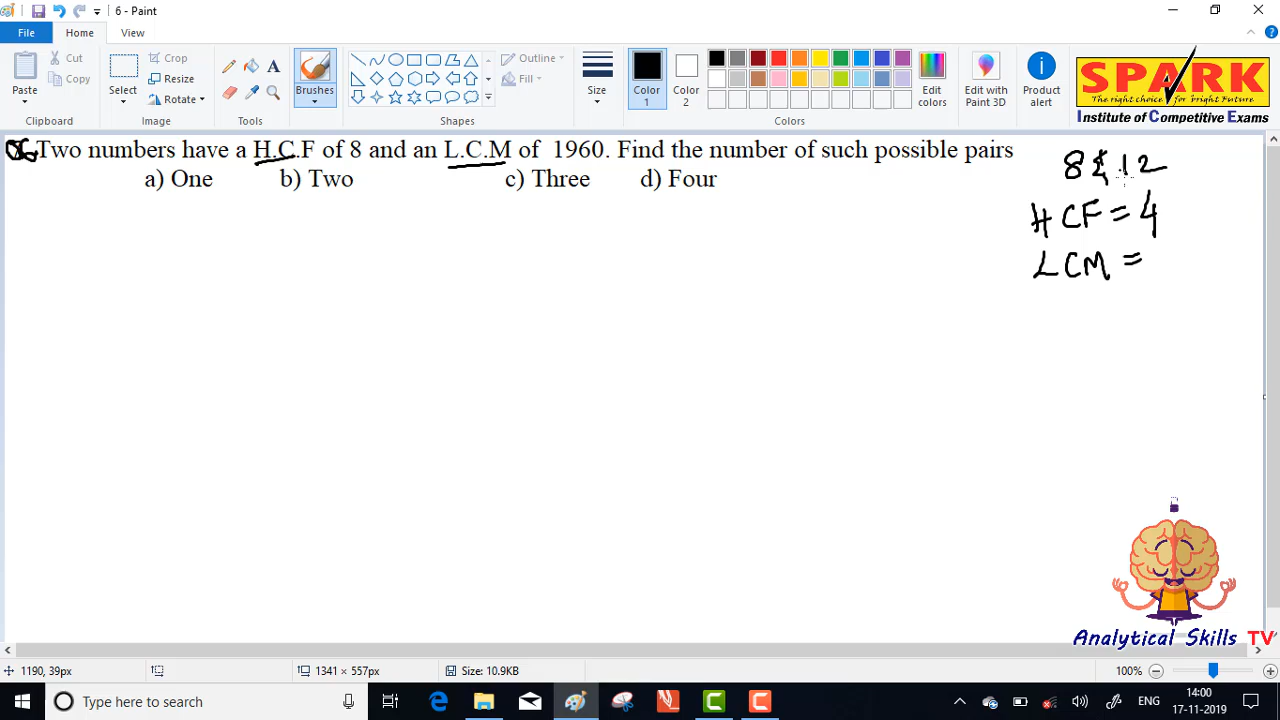 6 - Paint
File Home View
Paste
Cut
Copy
Clipboard
Select
Crop
Resize
Rotate
Image
Tools
Brushes
Outline
Fill
Shapes
Size
Color 1
Color 2
Edit colors
Colors
Edit with Paint 3D
Product alert
SPARK
The right choice for bright Future
Institute of Competitive Exams
Two numbers have a H.C.F of 8 and an L.C.M of 1960. Find the number of such possible pairs
a) One b) Two c) Three d) Four
8 & 12
HCF = 4
LCM =
Analytical Skills TV
1190, 39px
1341 × 557px
Size: 10.9KB
100%
Type here to search
ENG
14:00
17-11-2019